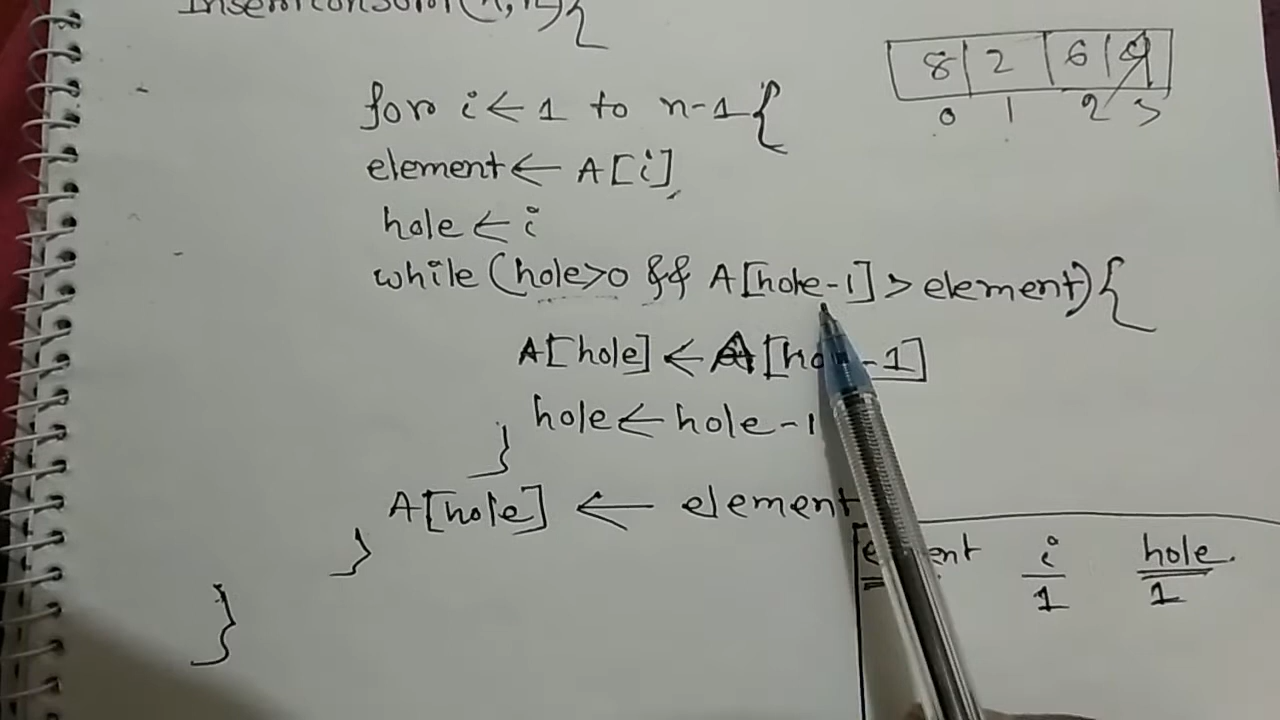 for i ← 1 to n-1{
element ← A[i]
hole ← i
while (hole>0 && A[hole-1] > element){
A[hole] ← A[hole-1]
hole ← hole-1
}
A[hole] ← element
}
}
8 2 6
0 1 2 3
i hole
1 1